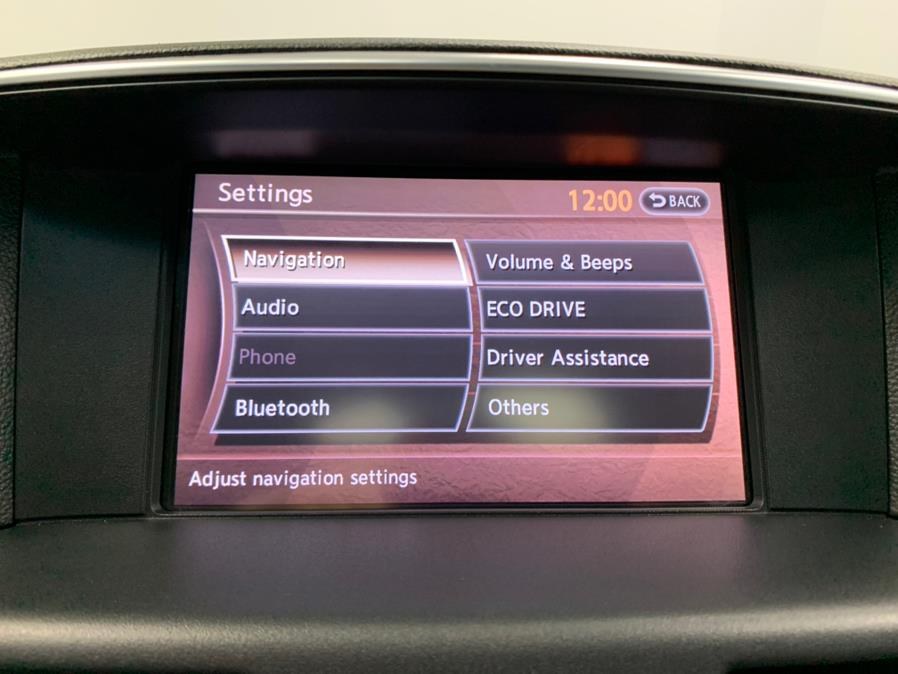 Settings
12:00
BACK
Navigation
Volume & Beeps
Audio
ECO DRIVE
Phone
Driver Assistance
Bluetooth
Others
Adjust navigation settings